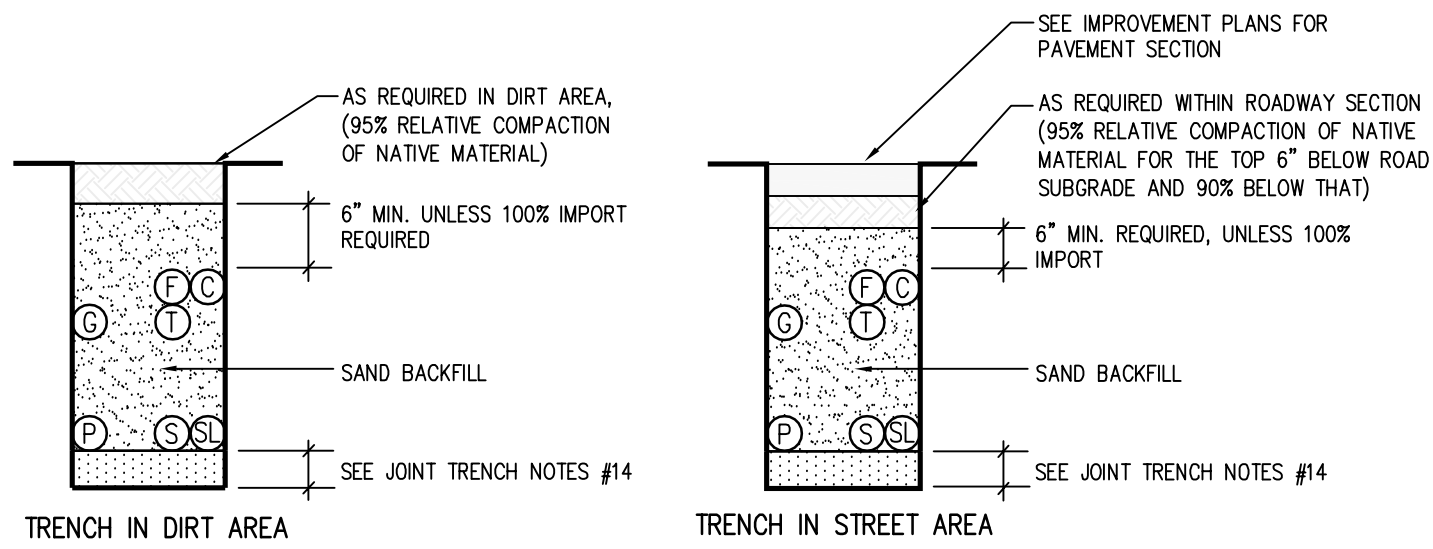 AS REQUIRED IN DIRT AREA,
(95% RELATIVE COMPACTION
OF NATIVE MATERIAL)
6" MIN. UNLESS 100% IMPORT
REQUIRED
F C
G T
SAND BACKFILL
P S SL
SEE JOINT TRENCH NOTES #14
TRENCH IN DIRT AREA
SEE IMPROVEMENT PLANS FOR
PAVEMENT SECTION
AS REQUIRED WITHIN ROADWAY SECTION
(95% RELATIVE COMPACTION OF NATIVE
MATERIAL FOR THE TOP 6" BELOW ROAD
SUBGRADE AND 90% BELOW THAT)
6" MIN. REQUIRED, UNLESS 100%
IMPORT
F C
G T
SAND BACKFILL
P S SL
SEE JOINT TRENCH NOTES #14
TRENCH IN STREET AREA